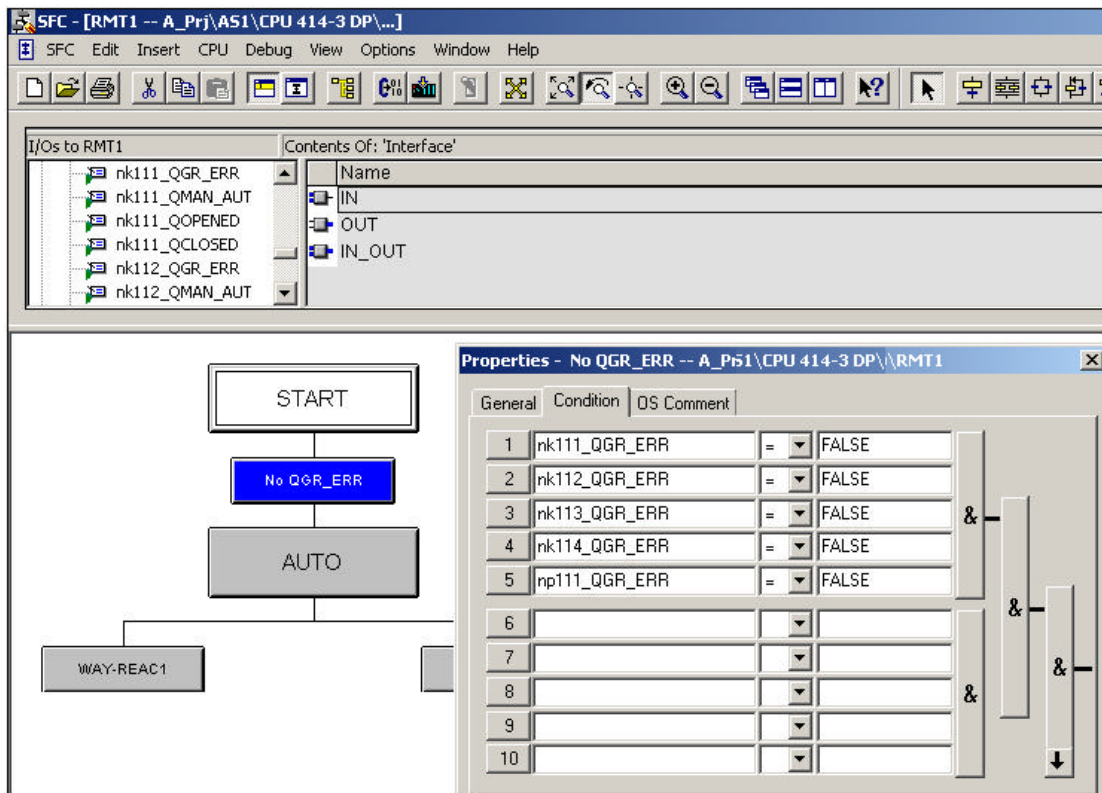 SFC - [RMT1 -- A_Prj\AS1\CPU 414-3 DP\...]
SFC Edit Insert CPU Debug View Options Window Help
I/Os to RMT1
Contents Of: 'Interface'
nk111_QGR_ERR
nk111_QMAN_AUT
nk111_QOPENED
nk111_QCLOSED
nk112_QGR_ERR
nk112_QMAN_AUT
Name
IN
OUT
IN_OUT
START
No QGR_ERR
AUTO
WAY-REAC1
Properties - No QGR_ERR -- A_Pr51\CPU 414-3 DP\\RMT1
General Condition OS Comment
1 nk111_QGR_ERR = FALSE
2 nk112_QGR_ERR = FALSE
3 nk113_QGR_ERR = FALSE
4 nk114_QGR_ERR = FALSE
5 np111_QGR_ERR = FALSE
&
6
7
8
9
10
&
&
&